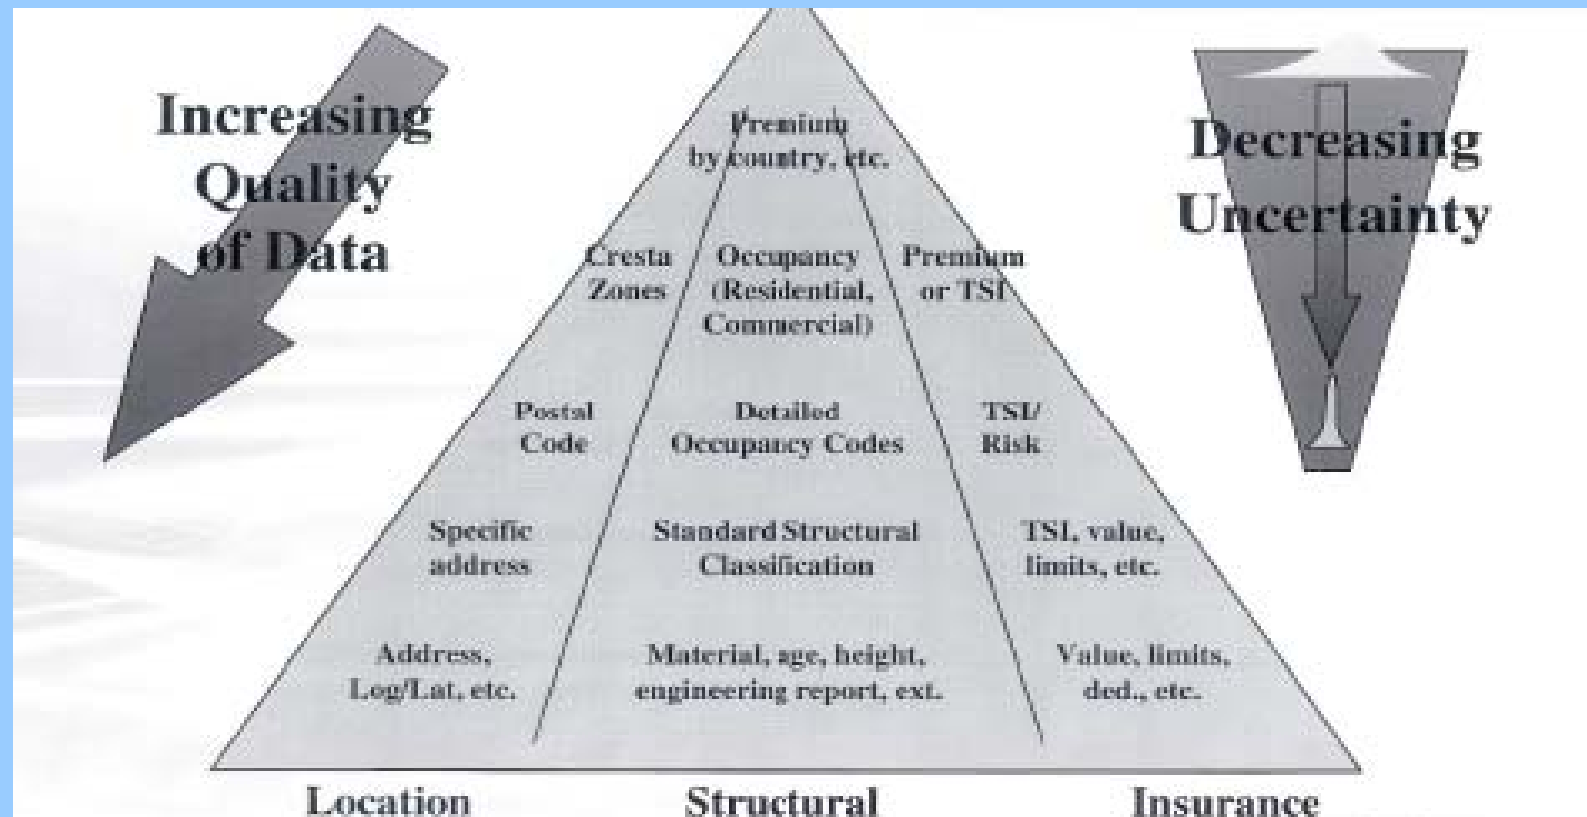 Increasing
Quality
of Data
Premium
by country, etc.
Decreasing
Uncertainty
Cresta
Zones
Occupancy
(Residential,
Commercial)
Premium
or TSI
Postal
Code
Detailed
Occupancy Codes
TSI/
Risk
Specific
address
Standard Structural
Classification
TSI, value,
limits, etc.
Address,
Log/Lat, etc.
Material, age, height,
engineering report, ext.
Value, limits,
ded., etc.
Location
Structural
Insurance